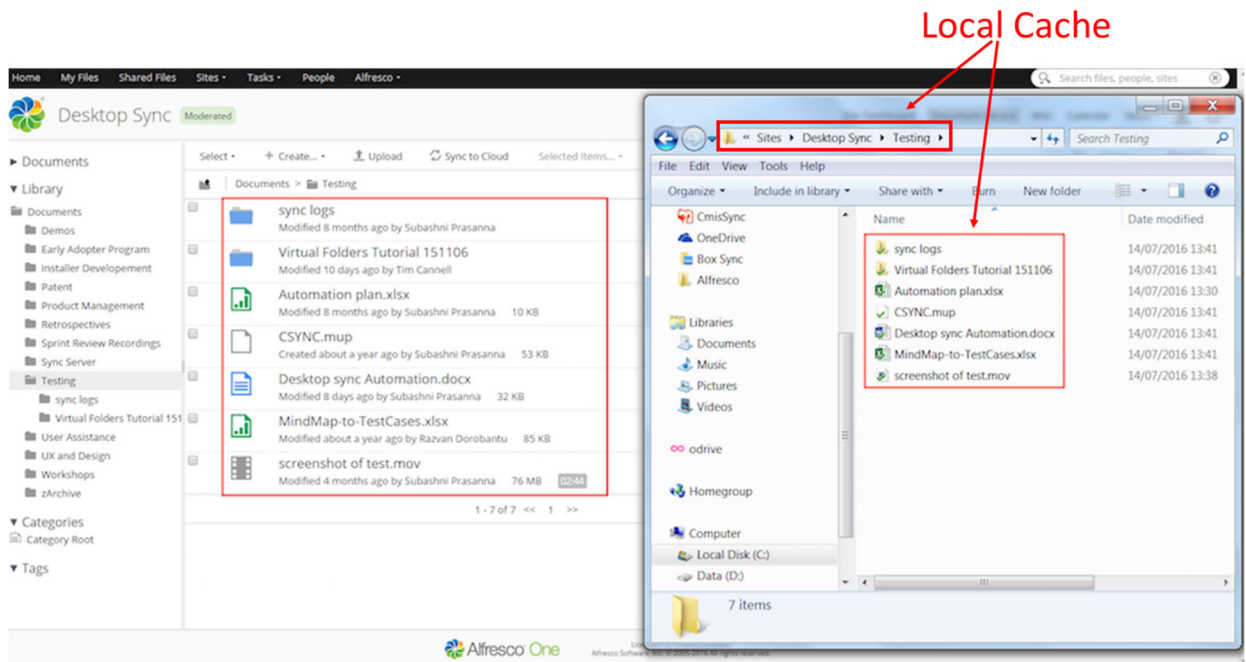 Local Cache
Home My Files Shared Files Sites Tasks People Alfresco Search files, people, sites
Desktop Sync Moderated
Documents
Library
Documents
Demos
Early Adopter Program
Installer Developement
Patent
Product Management
Retrospectives
Sprint Review Recordings
Sync Server
Testing
sync logs
Virtual Folders Tutorial 151
User Assistance
UX and Design
Workshops
zArchive
Categories
Category Root
Tags
Select + Create... Upload Sync to Cloud Selected Items...
Documents > Testing
sync logs
Modified 8 months ago by Subashni Prasanna
Virtual Folders Tutorial 151106
Modified 10 days ago by Tim Cannell
Automation plan.xlsx
Modified 8 months ago by Subashni Prasanna 10 KB
CSYNC.mup
Created about a year ago by Subashni Prasanna 53 KB
Desktop sync Automation.docx
Modified 8 days ago by Subashni Prasanna 32 KB
MindMap-to-TestCases.xlsx
Modified about a year ago by Razvan Dorobantu 85 KB
screenshot of test.mov
Modified 4 months ago by Subashni Prasanna 76 MB 02:44
1 - 7 of 7 << 1 >>
« Sites Desktop Sync Testing Search Testing
File Edit View Tools Help
Organize Include in library Share with Burn New folder
CmisSync
OneDrive
Box Sync
Alfresco
Libraries
Documents
Music
Pictures
Videos
odrive
Homegroup
Computer
Local Disk (C:)
Data (D:)
Name Date modified
sync logs 14/07/2016 13:41
Virtual Folders Tutorial 151106 14/07/2016 13:41
Automation plan.xlsx 14/07/2016 13:30
CSYNC.mup 14/07/2016 13:41
Desktop sync Automation.docx 14/07/2016 13:41
MindMap-to-TestCases.xlsx 14/07/2016 13:41
screenshot of test.mov 14/07/2016 13:38
7 items
Alfresco One
Alfresco Software, Inc. © 2005-2016 All rights reserved.